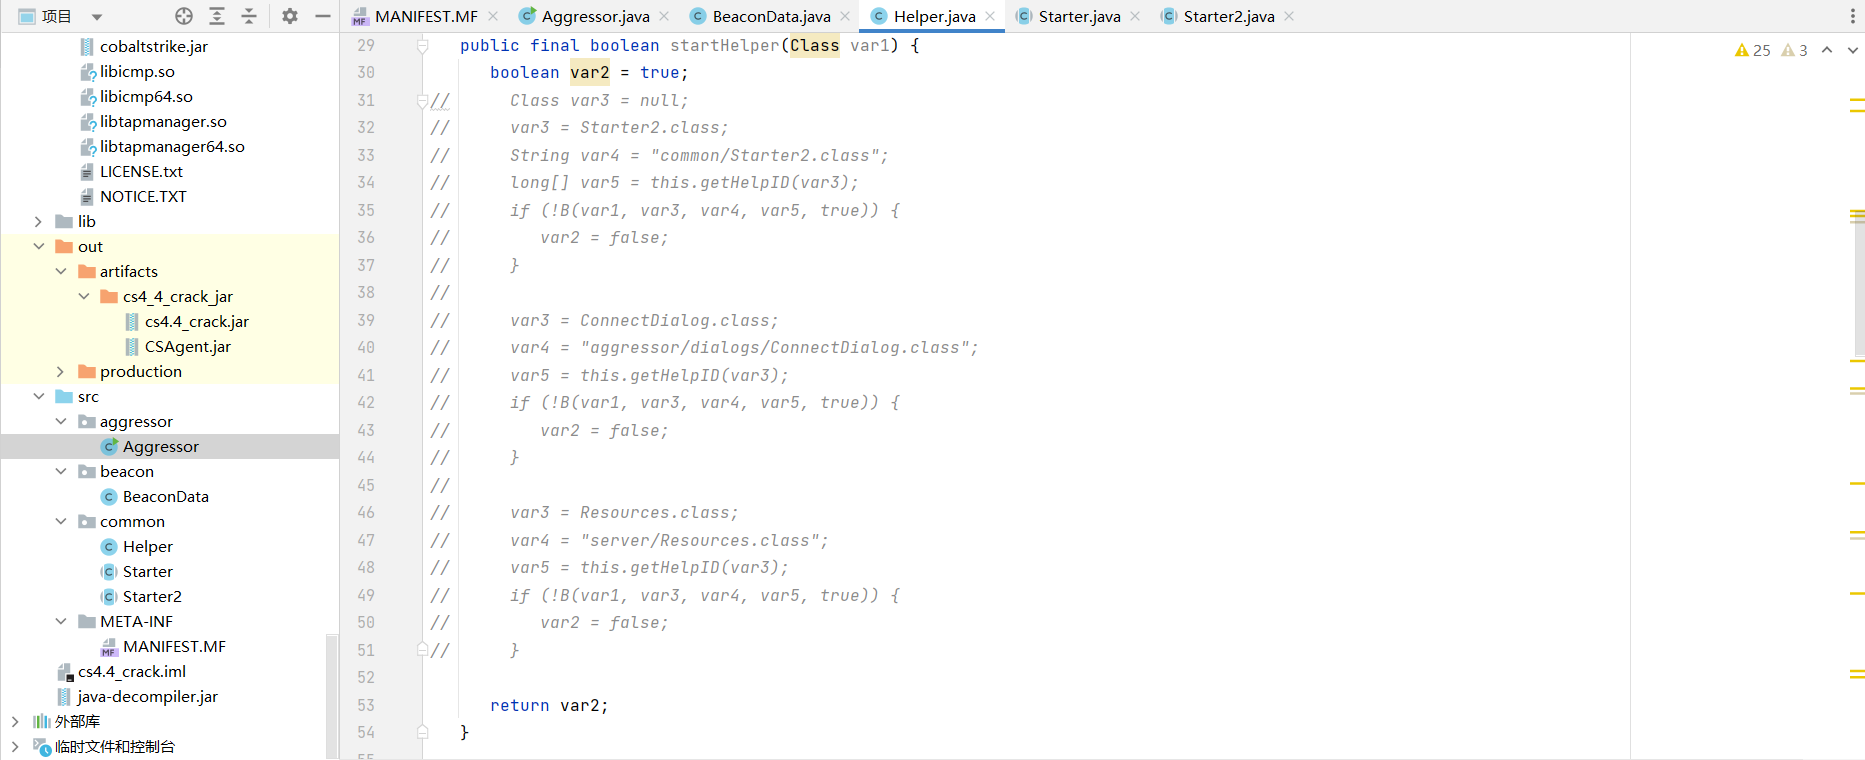 项目
MANIFEST.MF
Aggressor.java
BeaconData.java
Helper.java
Starter.java
Starter2.java
cobaltstrike.jar
libicmp.so
libicmp64.so
libtapmanager.so
libtapmanager64.so
LICENSE.txt
NOTICE.TXT
lib
out
artifacts
cs4_4_crack_jar
cs4.4_crack.jar
CSAgent.jar
production
src
aggressor
Aggressor
beacon
BeaconData
common
Helper
Starter
Starter2
META-INF
MANIFEST.MF
cs4.4_crack.iml
java-decompiler.jar
外部库
临时文件和控制台
25 3
29 public final boolean startHelper(Class var1) {
30 boolean var2 = true;
31 // Class var3 = null;
32 // var3 = Starter2.class;
33 // String var4 = "common/Starter2.class";
34 // long[] var5 = this.getHelpID(var3);
35 // if (!B(var1, var3, var4, var5, true)) {
36 // var2 = false;
37 // }
38 //
39 // var3 = ConnectDialog.class;
40 // var4 = "aggressor/dialogs/ConnectDialog.class";
41 // var5 = this.getHelpID(var3);
42 // if (!B(var1, var3, var4, var5, true)) {
43 // var2 = false;
44 // }
45 //
46 // var3 = Resources.class;
47 // var4 = "server/Resources.class";
48 // var5 = this.getHelpID(var3);
49 // if (!B(var1, var3, var4, var5, true)) {
50 // var2 = false;
51 // }
52
53 return var2;
54 }
55